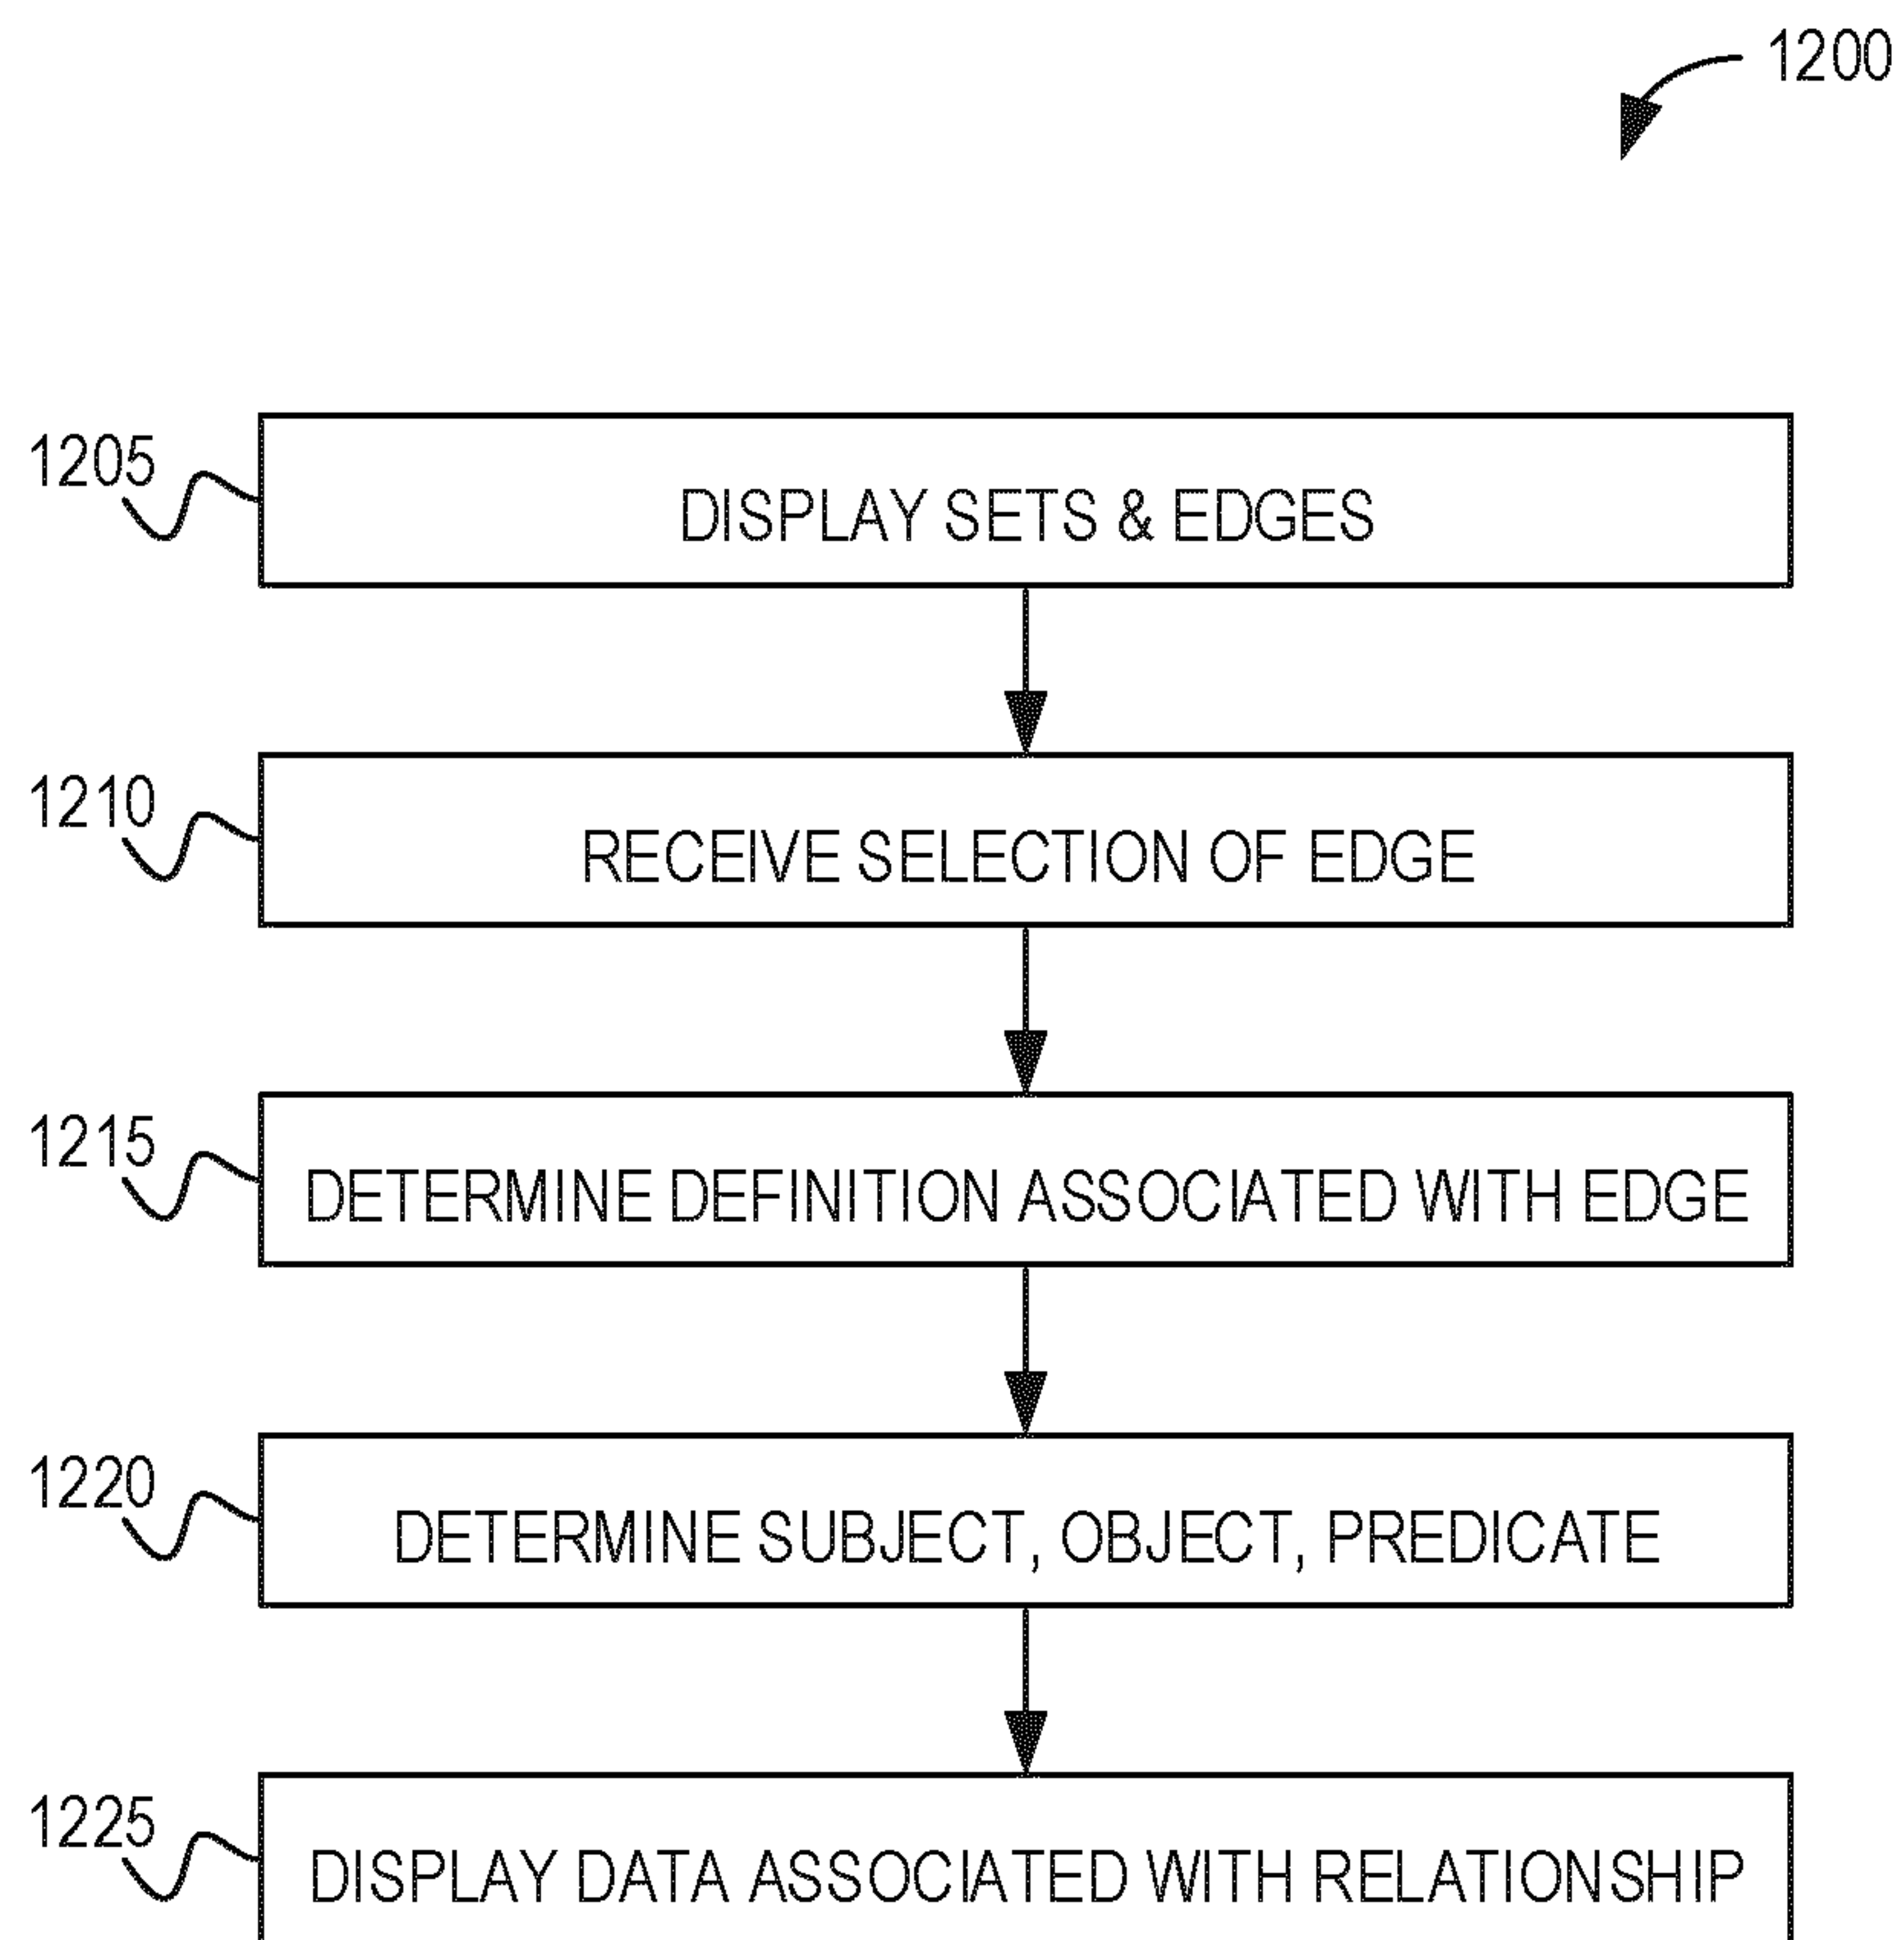 1200
1205
DISPLAY SETS & EDGES
1210
RECEIVE SELECTION OF EDGE
1215
DETERMINE DEFINITION ASSOCIATED WITH EDGE
1220
DETERMINE SUBJECT, OBJECT, PREDICATE
1225
DISPLAY DATA ASSOCIATED WITH RELATIONSHIP